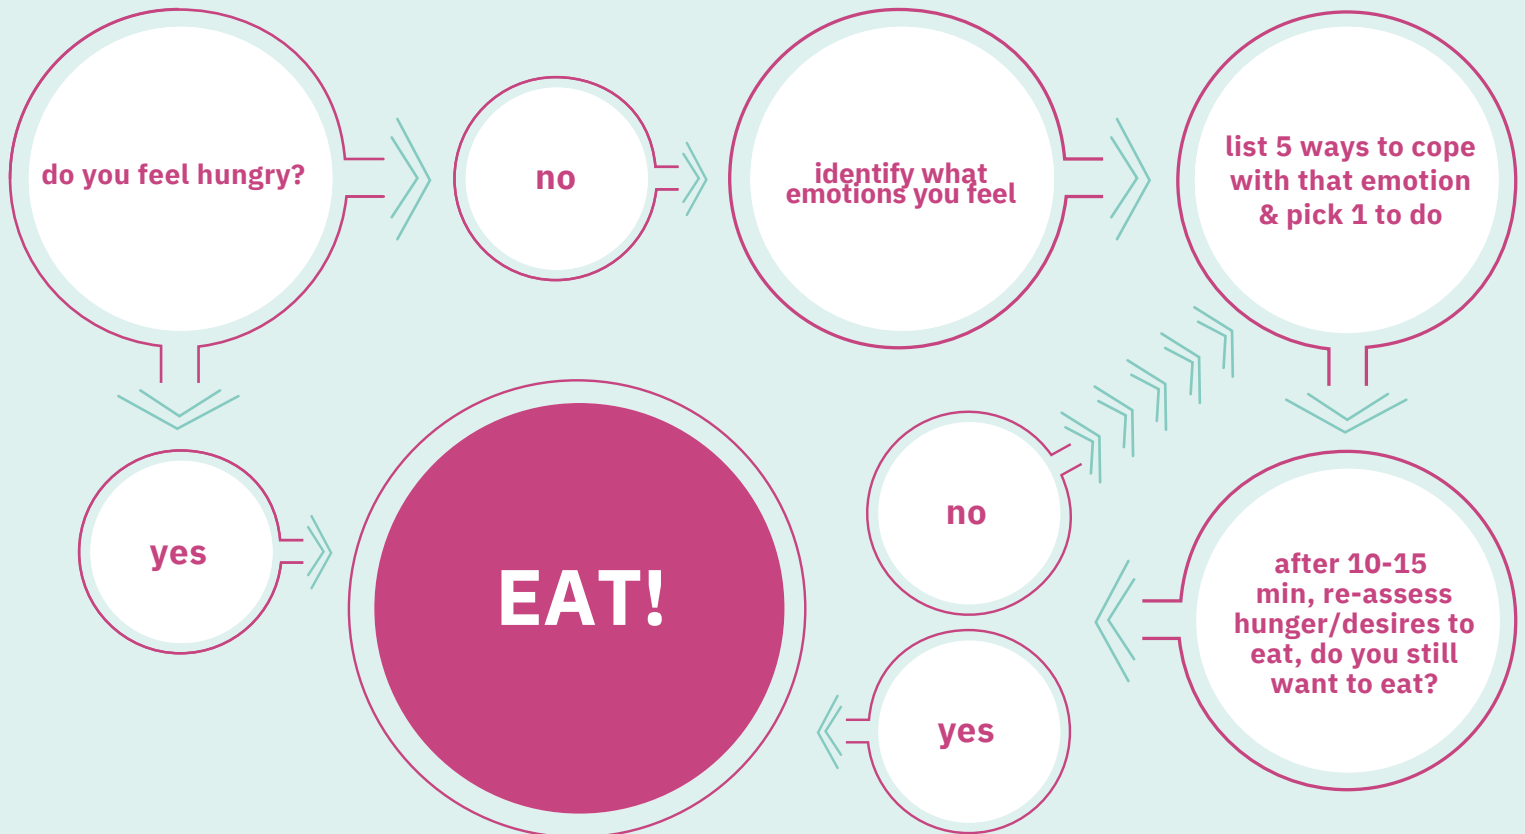 do you feel hungry?
no
identify what
emotions you feel
list 5 ways to cope
with that emotion
& pick 1 to do
yes
EAT!
no
after 10-15
min, re-assess
hunger/desires to
eat, do you still
want to eat?
yes